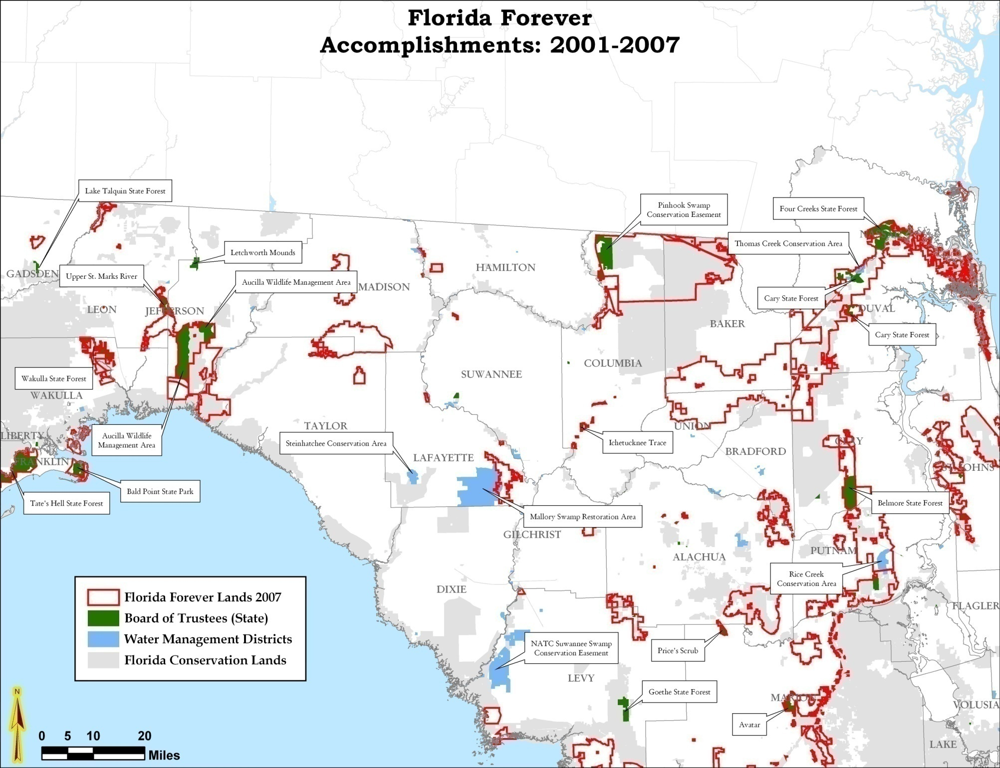 Florida Forever
Accomplishments: 2001-2007
Lake Talquin State Forest
Pinhook Swamp
Conservation Easement
Four Creeks State Forest
NASSAU
Thomas Creek Conservation Area
Letchworth Mounds
GADSDEN
Upper St. Marks River
HAMILTON
Aucilla Wildlife Management Area
MADISON
Cary State Forest
LEON
JEFFERSON
DUVAL
BAKER
Cary State Forest
COLUMBIA
SUWANNEE
Wakulla State Forest
WAKULLA
TAYLOR
UNION
LIBERTY
Aucilla Wildlife
Management Area
Steinhatchee Conservation Area
Ichetucknee Trace
CLAY
BRADFORD
LAFAYETTE
FRANKLIN
ST. JOHNS
Bald Point State Park
Tate's Hell State Forest
Belmore State Forest
Mallory Swamp Restoration Area
GILCHRIST
PUTNAM
ALACHUA
Rice Creek
Conservation Area
DIXIE
Florida Forever Lands 2007
FLAGLER
Board of Trustees (State)
Water Management Districts
NATC Suwannee Swamp
Conservation Easement
Price's Scrub
Florida Conservation Lands
LEVY
Goethe State Forest
MARION
VOLUSIA
Avatar
LAKE
N
0 5 10 20
Miles